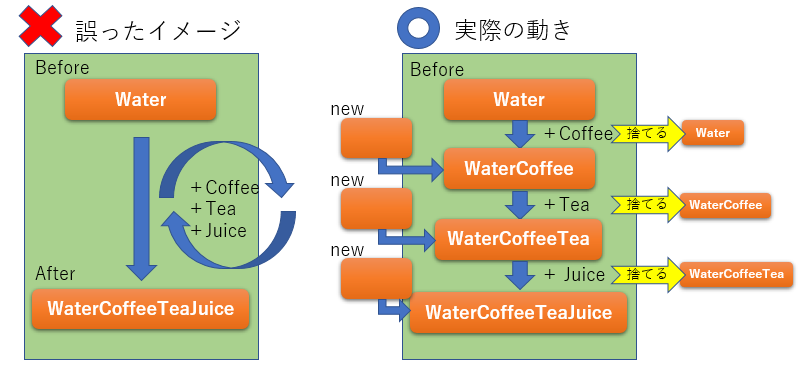 誤ったイメージ
Before
Water
＋Coffee
＋Tea
＋Juice
After
WaterCoffeeTeaJuice
実際の動き
Before
Water
new
＋Coffee
捨てる
Water
WaterCoffee
new
＋Tea
捨てる
WaterCoffee
WaterCoffeeTea
new
＋ Juice
捨てる
WaterCoffeeTea
WaterCoffeeTeaJuice